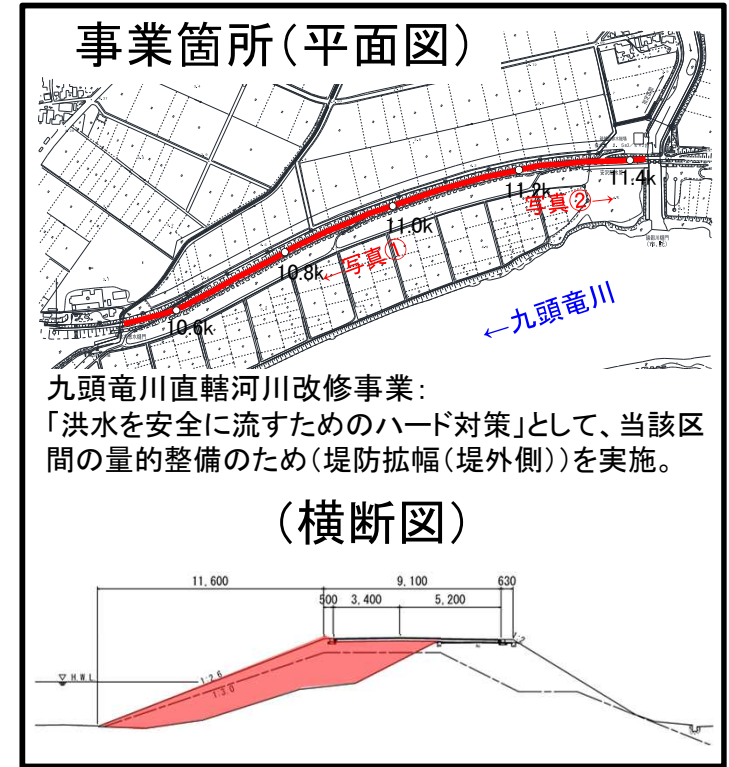 事業箇所(平面図)
11.4k
11.2k
写真②→
11.0k
←写真①
10.8k
10.6k
←九頭竜川
九頭竜川直轄河川改修事業:
「洪水を安全に流すためのハード対策」として、当該区
間の量的整備のため(堤防拡幅(堤外側))を実施。
(横断図)
11,600
9,100
630
500
3,400
5,200
H.W.L
1:2.6
1:3.0